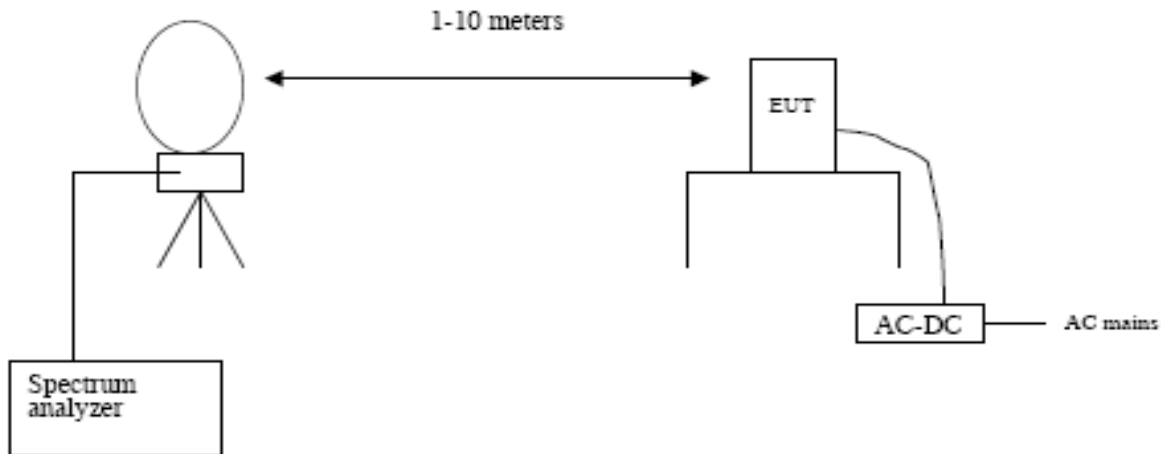 1-10 meters
EUT
AC-DC
AC mains
Spectrum
analyzer